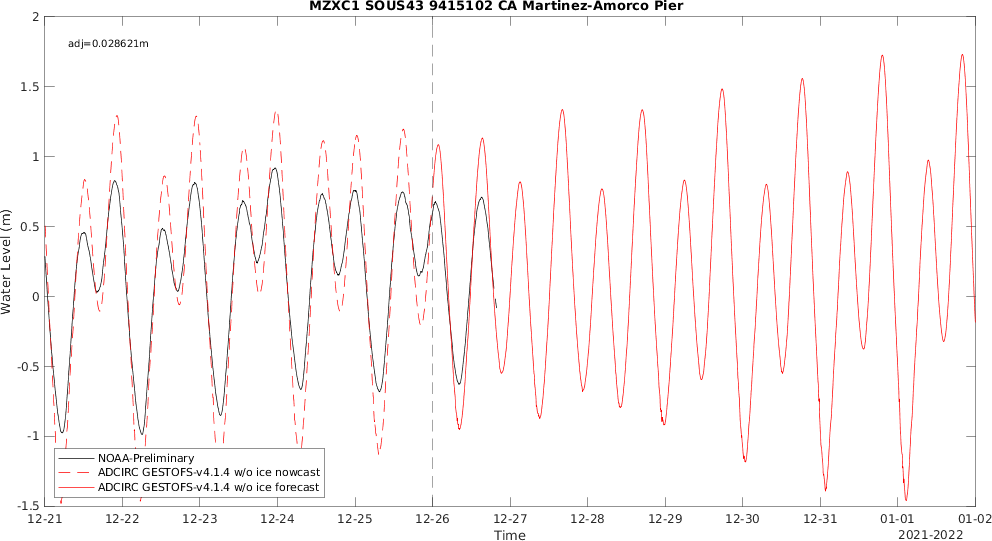 MZXC1 SOUS43 9415102 CA Martinez-Amorco Pier
adj=0.028621m
2
1.5
1
0.5
0
-0.5
-1
-1.5
Water Level (m)
NOAA-Preliminary
ADCIRC GESTOFS-v4.1.4 w/o ice nowcast
ADCIRC GESTOFS-v4.1.4 w/o ice forecast
12-21 12-22 12-23 12-24 12-25 12-26 12-27 12-28 12-29 12-30 12-31 01-01 01-02
Time
2021-2022